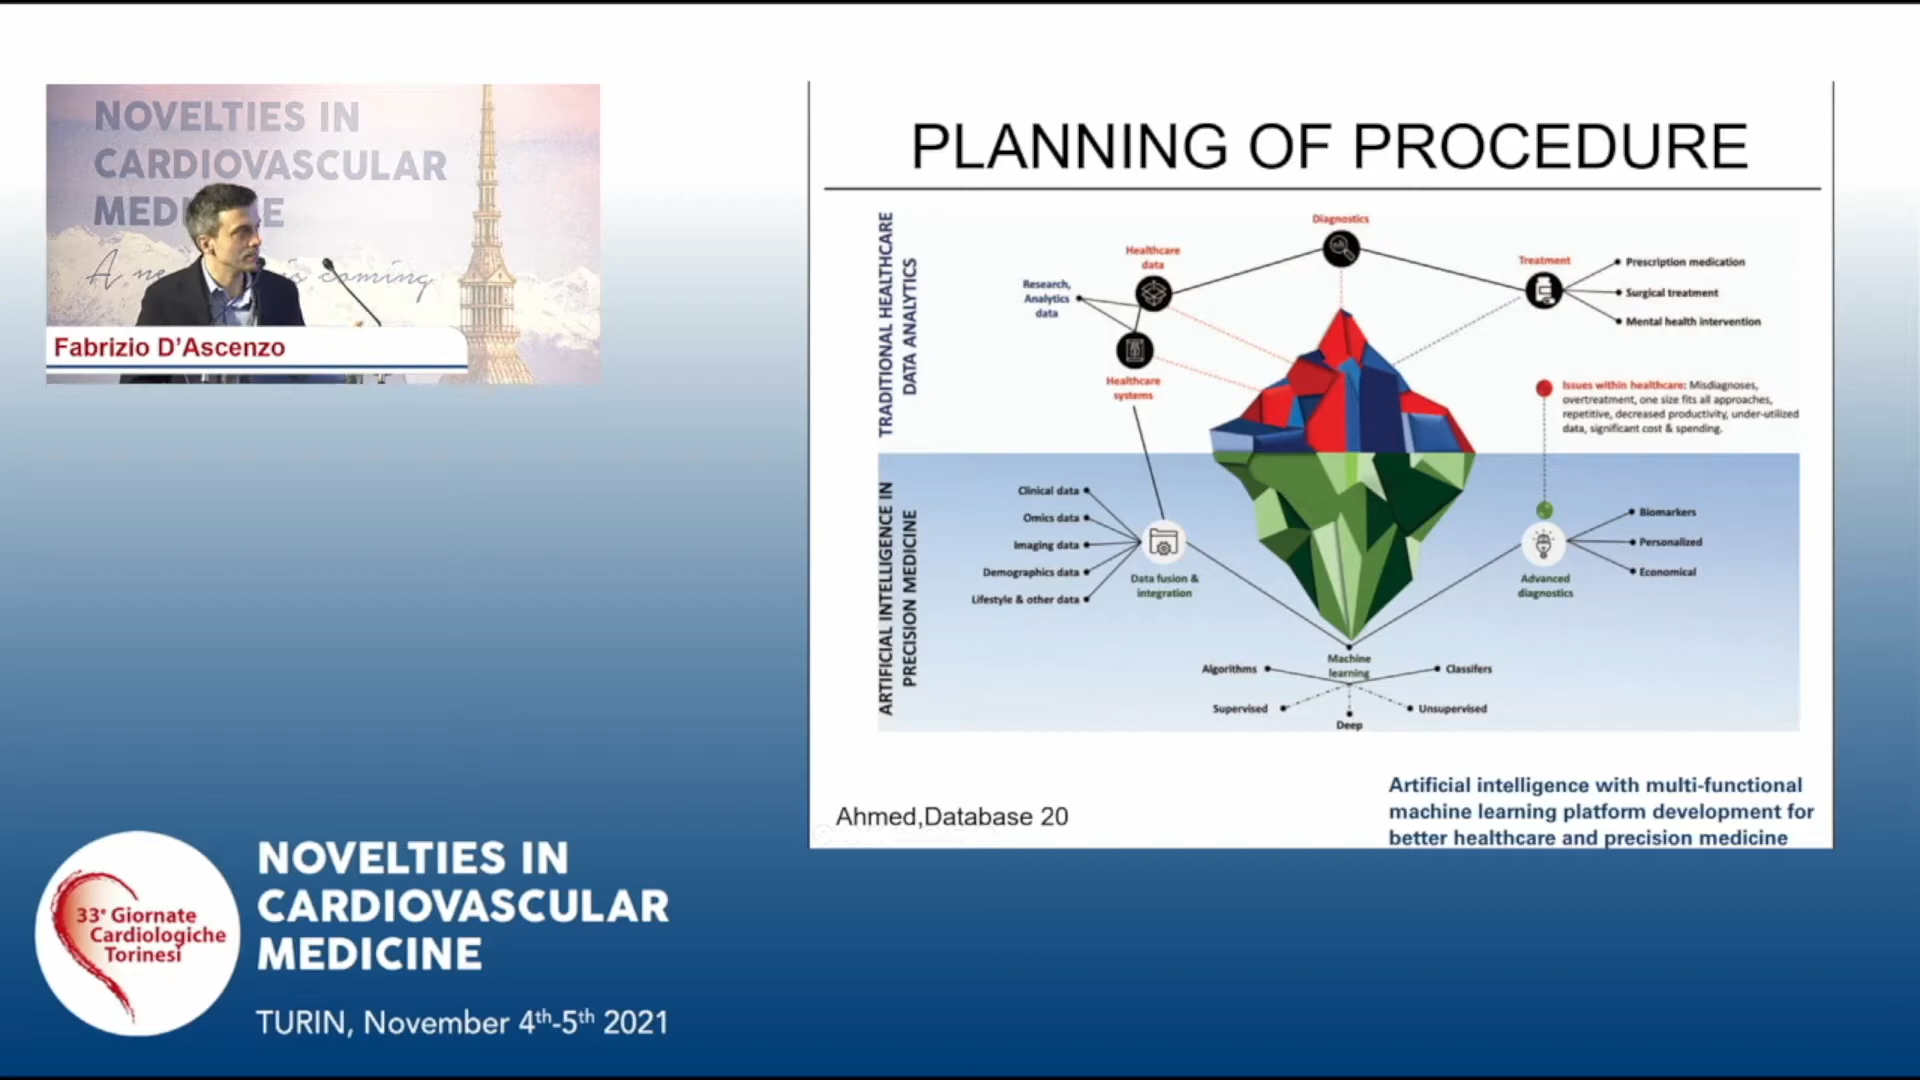 NOVELTIES IN
CARDIOVASCULAR
A
coming
Fabrizio D'Ascenzo
PLANNING OF PROCEDURE
TRADITIONAL HEALTHCARE
DATA ANALYTICS
Diagnostics
Healthcare
data
Research,
Analytics
data
Healthcare
systems
Treatment
Prescription medication
Surgical treatment
Mental health intervention
Issues within healthcare: Misdiagnoses,
overtreatment, one size fits all approaches,
repetitive, decreased productivity, under-utilized
data, significant cost & spending.
ARTIFICIAL INTELLIGENCE IN
PRECISION MEDICINE
Clinical data
Omics data
Imaging data
Demographics data
Lifestyle & other data
Data fusion &
integration
Biomarkers
Personalized
Economical
Advanced
diagnostics
Machine
learning
Algorithms
Classifers
Supervised
Deep
Unsupervised
Ahmed,Database 20
Artificial intelligence with multi-functional
machine learning platform development for
better healthcare and precision medicine
33° Giornate
Cardiologiche
Torinesi
NOVELTIES IN
CARDIOVASCULAR
MEDICINE
TURIN, November 4th-5th 2021